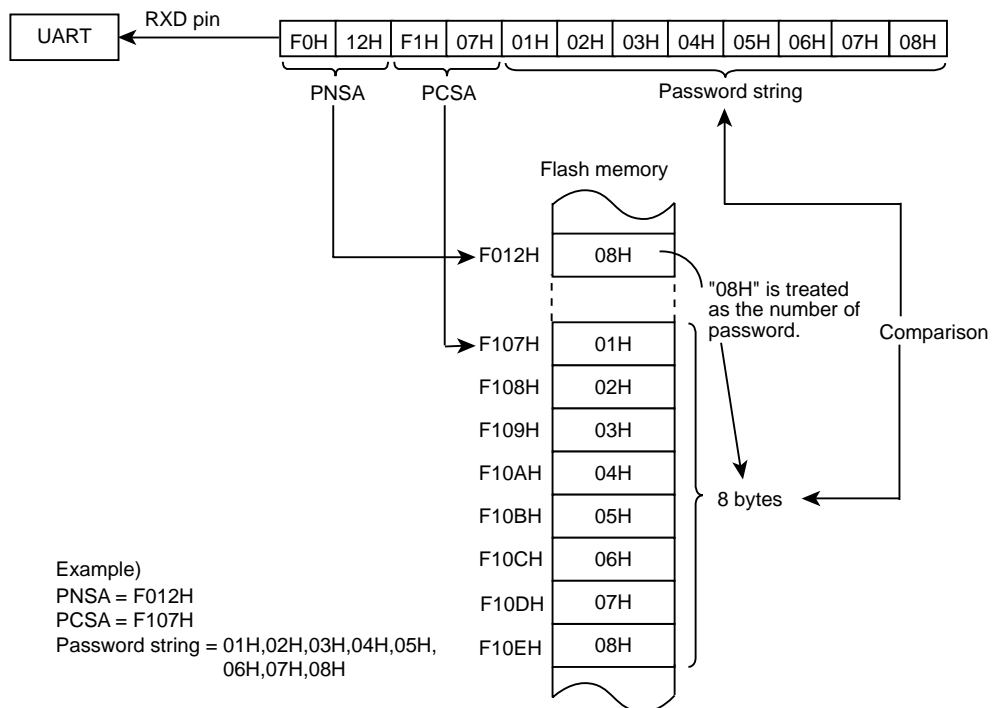 UART
RXD pin
F0H 12H F1H 07H 01H 02H 03H 04H 05H 06H 07H 08H
PNSA
PCSA
Password string
Flash memory
F012H 08H
"08H" is treated
as the number of
password.
Comparison
F107H 01H
F108H 02H
F109H 03H
F10AH 04H
8 bytes
F10BH 05H
F10CH 06H
F10DH 07H
F10EH 08H
Example)
PNSA = F012H
PCSA = F107H
Password string = 01H,02H,03H,04H,05H,
06H,07H,08H